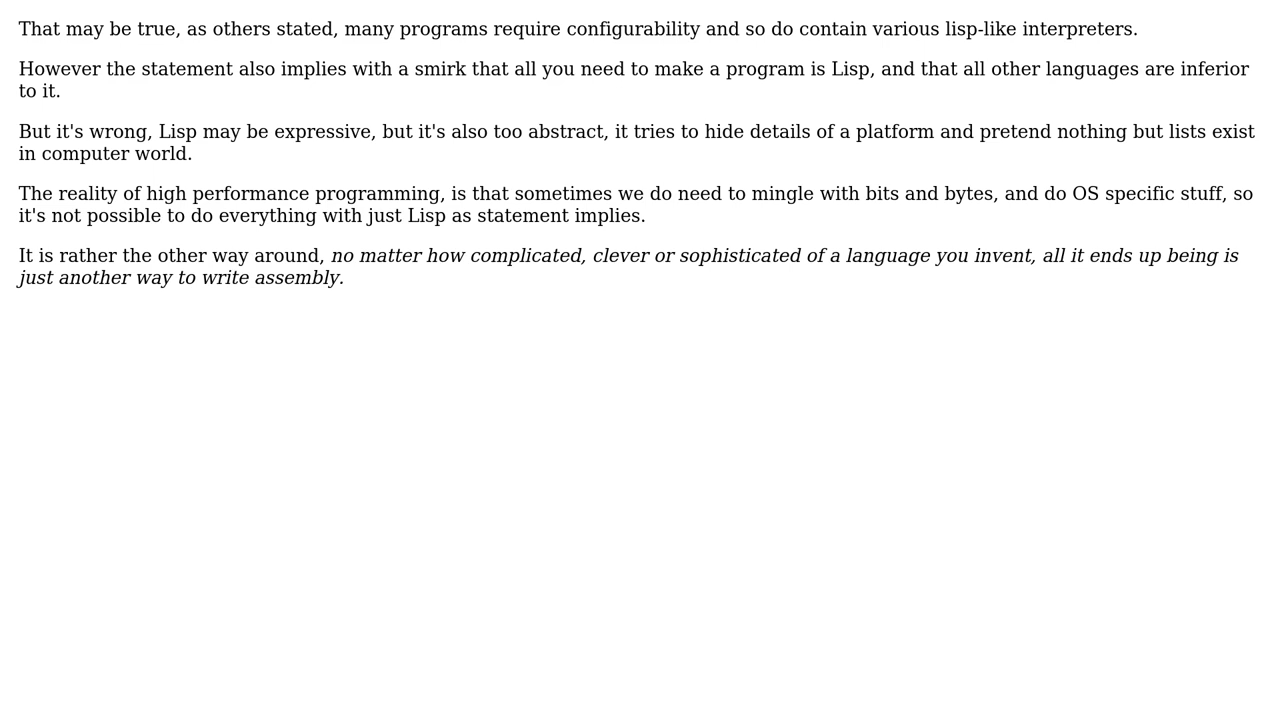 That may be true, as others stated, many programs require configurability and so do contain various lisp-like interpreters.
However the statement also implies with a smirk that all you need to make a program is Lisp, and that all other languages are inferior
to it.
But it's wrong, Lisp may be expressive, but it's also too abstract, it tries to hide details of a platform and pretend nothing but lists exist
in computer world.
The reality of high performance programming, is that sometimes we do need to mingle with bits and bytes, and do OS specific stuff, so
it's not possible to do everything with just Lisp as statement implies.
It is rather the other way around, no matter how complicated, clever or sophisticated of a language you invent, all it ends up being is
just another way to write assembly.